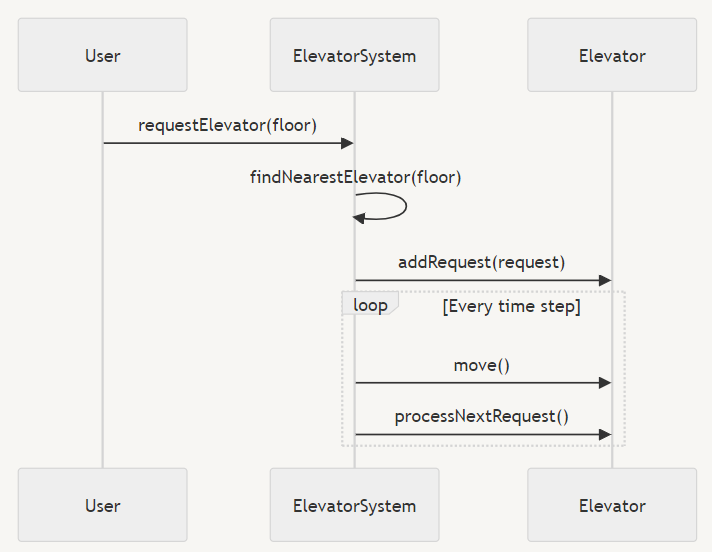 User
ElevatorSystem
Elevator
requestElevator(floor)
findNearestElevator(floor)
addRequest(request)
loop
[Every time step]
move()
processNextRequest()
User
ElevatorSystem
Elevator